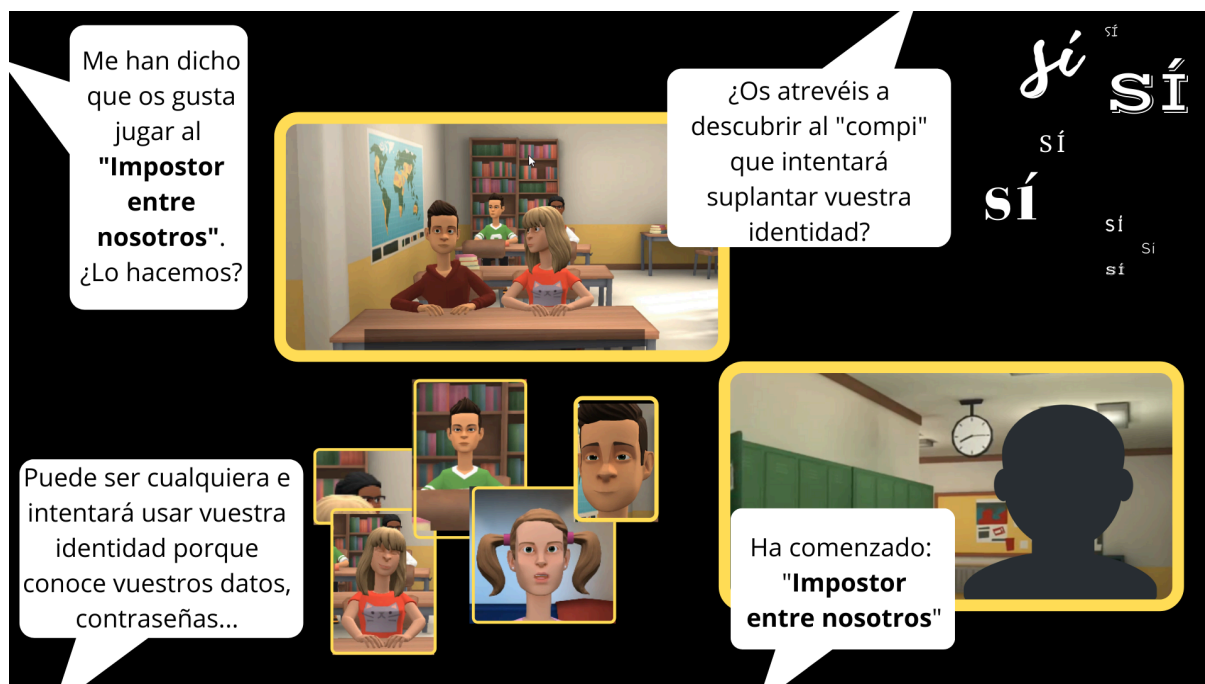 Me han dicho
que os gusta
jugar al
"Impostor
entre
nosotros".
¿Lo hacemos?
¿Os atrevéis a
descubrir al "compi"
que intentará
suplantar vuestra
identidad?
sí
sí
SÍ
SÍ
sí
SÍ
Sí
sí
Puede ser cualquiera e
intentará usar vuestra
identidad porque
conoce vuestros datos,
contraseñas...
Ha comenzado:
"Impostor
entre nosotros"